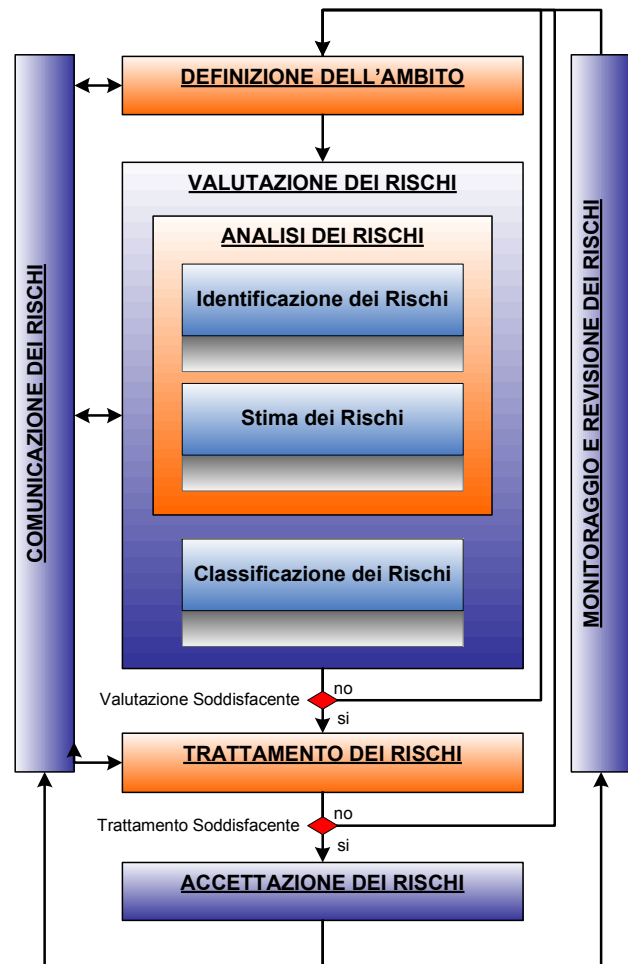 DEFINIZIONE DELL'AMBITO
VALUTAZIONE DEI RISCHI
ANALISI DEI RISCHI
Identificazione dei Rischi
Stima dei Rischi
Classificazione dei Rischi
Valutazione Soddisfacente
no
si
TRATTAMENTO DEI RISCHI
Trattamento Soddisfacente
no
si
ACCETTAZIONE DEI RISCHI
COMUNICAZIONE DEI RISCHI
MONITORAGGIO E REVISIONE DEI RISCHI